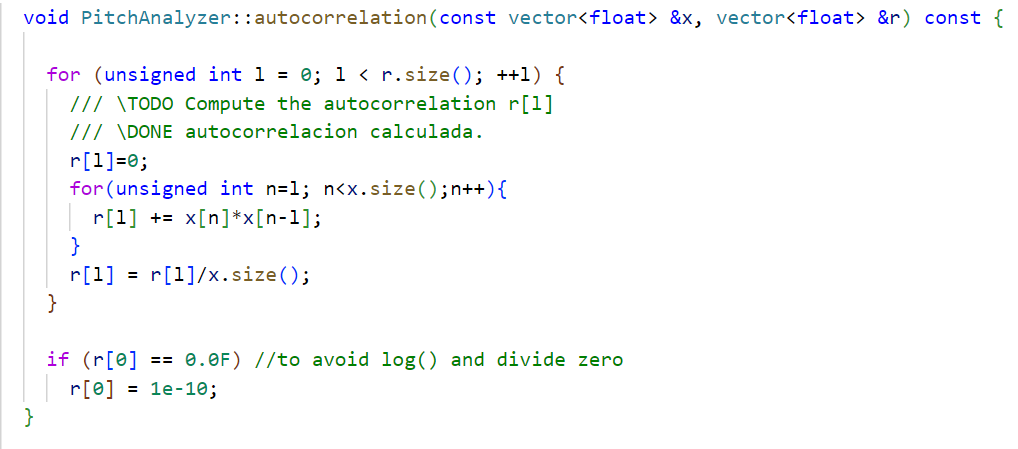 void PitchAnalyzer::autocorrelation(const vector<float> &x, vector<float> &r) const {
for (unsigned int l = 0; l < r.size(); ++l) {
/// \TODO Compute the autocorrelation r[l]
/// \DONE autocorrelacion calculada.
r[l]=0;
for(unsigned int n=l; n<x.size();n++){
r[l] += x[n]*x[n-l];
}
r[l] = r[l]/x.size();
}
if (r[0] == 0.0F) //to avoid log() and divide zero
r[0] = 1e-10;
}